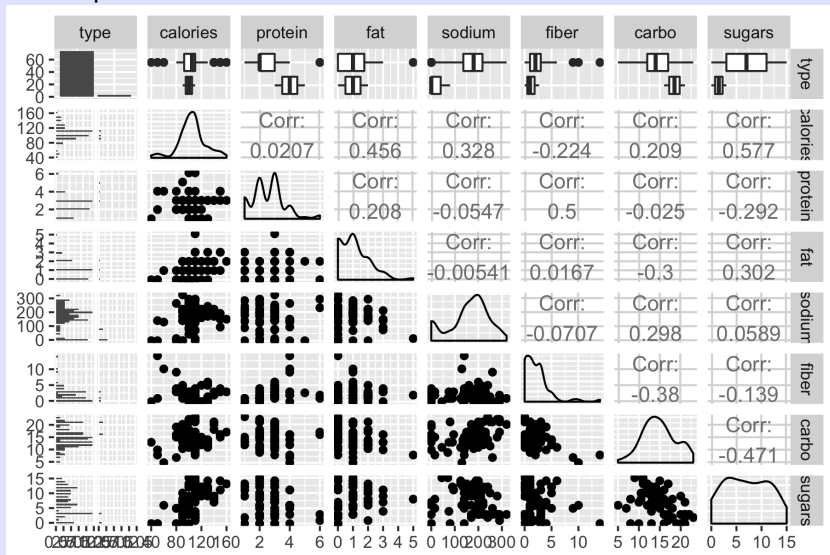 type calories protein fat sodium fiber carbo sugars
60
40
20
0
type
160
120
80
40
Corr: Corr: Corr: Corr: Corr: Corr:
0.0207 0.456 0.328 -0.224 0.209 0.577
calories
6
4
2
Corr: Corr: Corr: Corr: Corr:
0.208 -0.0547 0.5 -0.025 -0.292
protein
5
4
3
2
1
0
Corr: Corr: Corr: Corr:
-0.00541 0.0167 -0.3 0.302
fat
300
200
100
0
Corr: Corr: Corr:
-0.0707 0.298 0.0589
sodium
10
5
0
Corr: Corr:
-0.38 -0.139
fiber
20
15
10
5
Corr:
-0.471
carbo
15
10
5
0
sugars
40 80 120 160 2 4 6 0 1 2 3 4 5 0 100 200 300 0 5 10 5 10 15 20 0 5 10 15